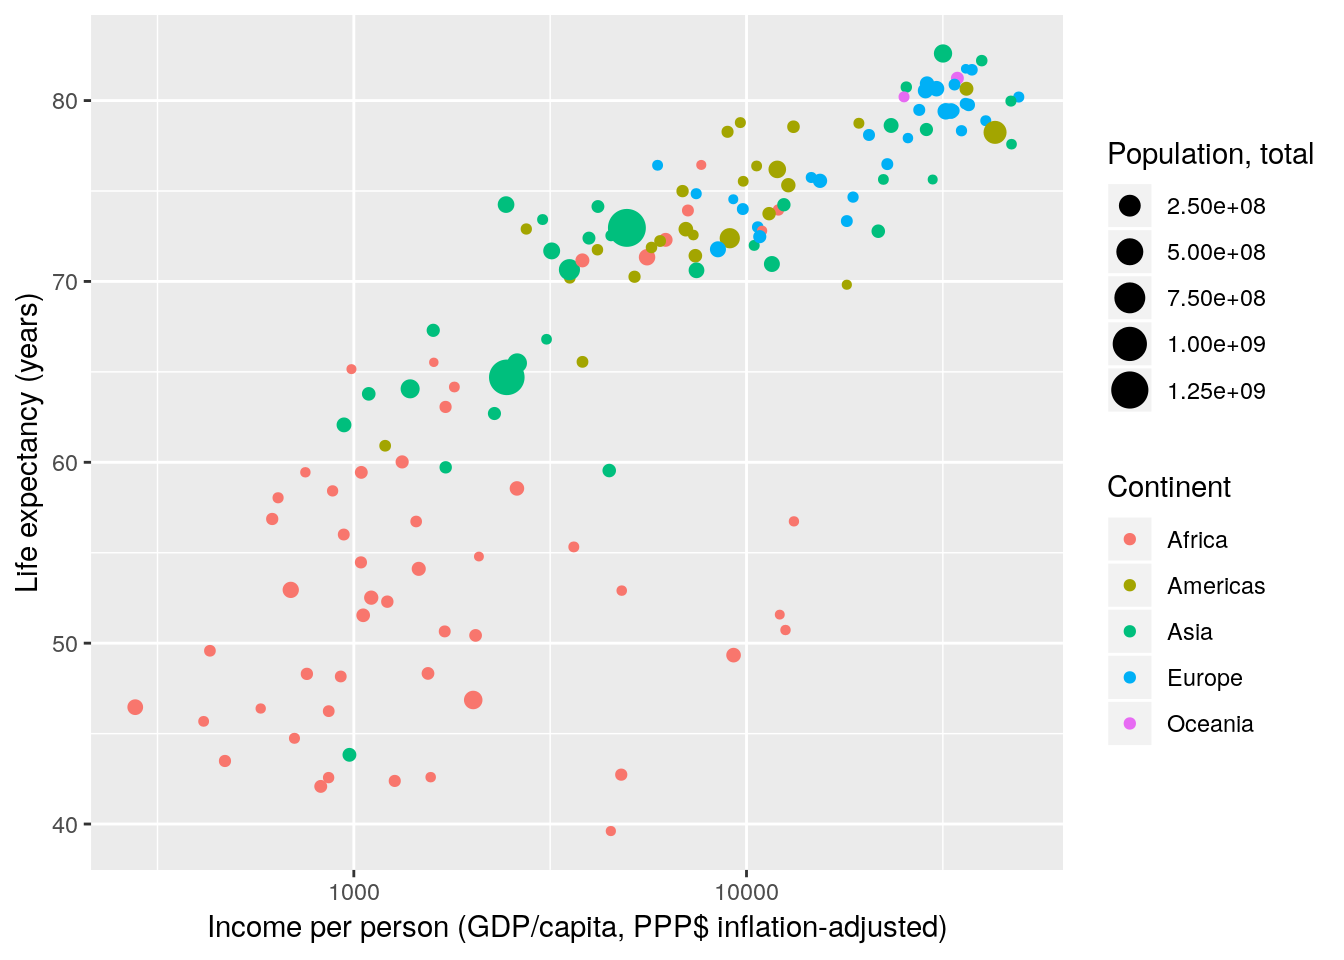 80
70
60
50
40
Life expectancy (years)
1000
10000
Income per person (GDP/capita, PPP$ inflation-adjusted)
Population, total
2.50e+08
5.00e+08
7.50e+08
1.00e+09
1.25e+09
Continent
Africa
Americas
Asia
Europe
Oceania